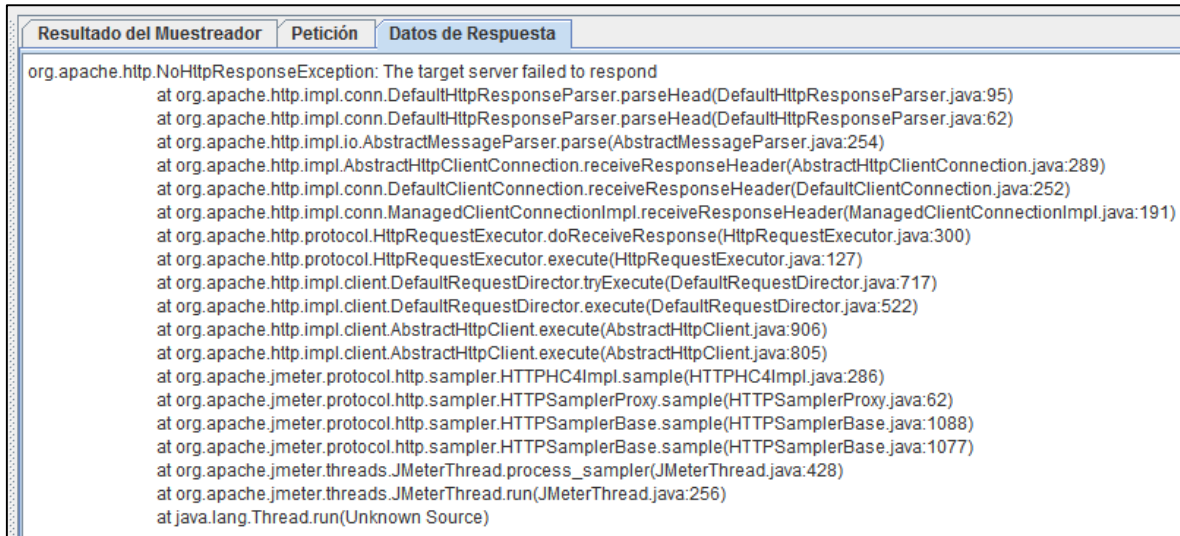 Resultado del Muestreador Petición Datos de Respuesta
org.apache.http.NoHttpResponseException: The target server failed to respond
at org.apache.http.impl.conn.DefaultHttpResponseParser.parseHead(DefaultHttpResponseParser.java:95)
at org.apache.http.impl.conn.DefaultHttpResponseParser.parseHead(DefaultHttpResponseParser.java:62)
at org.apache.http.impl.io.AbstractMessageParser.parse(AbstractMessageParser.java:254)
at org.apache.http.impl.AbstractHttpClientConnection.receiveResponseHeader(AbstractHttpClientConnection.java:289)
at org.apache.http.impl.conn.DefaultClientConnection.receiveResponseHeader(DefaultClientConnection.java:252)
at org.apache.http.impl.conn.ManagedClientConnectionImpl.receiveResponseHeader(ManagedClientConnectionImpl.java:191)
at org.apache.http.protocol.HttpRequestExecutor.doReceiveResponse(HttpRequestExecutor.java:300)
at org.apache.http.protocol.HttpRequestExecutor.execute(HttpRequestExecutor.java:127)
at org.apache.http.impl.client.DefaultRequestDirector.tryExecute(DefaultRequestDirector.java:717)
at org.apache.http.impl.client.DefaultRequestDirector.execute(DefaultRequestDirector.java:522)
at org.apache.http.impl.client.AbstractHttpClient.execute(AbstractHttpClient.java:906)
at org.apache.http.impl.client.AbstractHttpClient.execute(AbstractHttpClient.java:805)
at org.apache.jmeter.protocol.http.sampler.HTTPHC4Impl.sample(HTTPHC4Impl.java:286)
at org.apache.jmeter.protocol.http.sampler.HTTPSamplerProxy.sample(HTTPSamplerProxy.java:62)
at org.apache.jmeter.protocol.http.sampler.HTTPSamplerBase.sample(HTTPSamplerBase.java:1088)
at org.apache.jmeter.protocol.http.sampler.HTTPSamplerBase.sample(HTTPSamplerBase.java:1077)
at org.apache.jmeter.threads.JMeterThread.process_sampler(JMeterThread.java:428)
at org.apache.jmeter.threads.JMeterThread.run(JMeterThread.java:256)
at java.lang.Thread.run(Unknown Source)